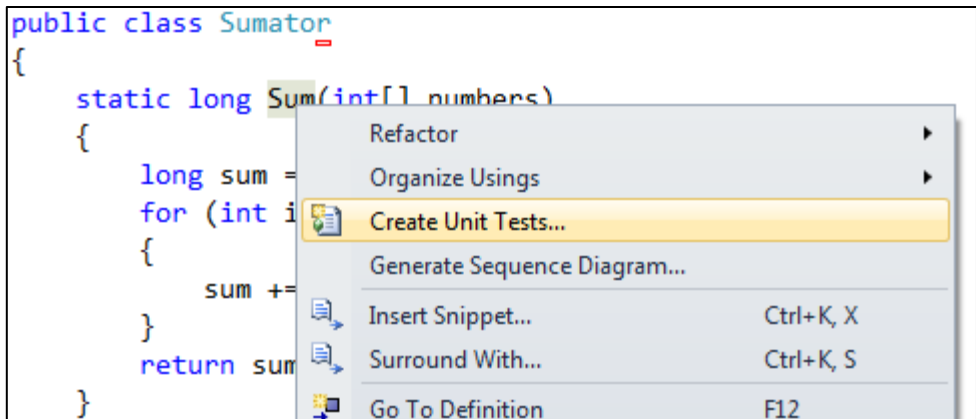 public class Sumator
{
static long Sum(int[] numbers)
{
Refactor
long sum =
Organize Usings
for (int i
Create Unit Tests...
{
Generate Sequence Diagram...
sum +=
Insert Snippet... Ctrl+K, X
}
return sum
Surround With... Ctrl+K, S
}
Go To Definition F12